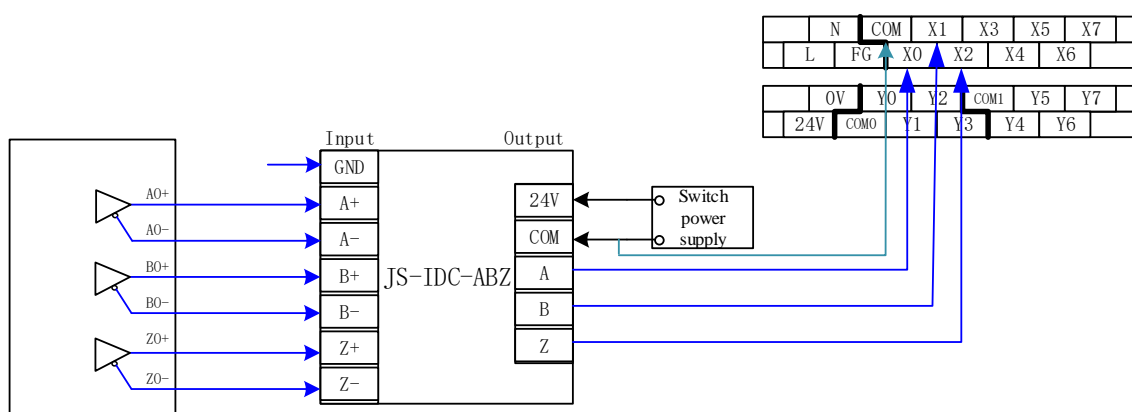 N COM X1 X3 X5 X7
L FG X0 X2 X4 X6
0V Y0 Y2 COM1 Y5 Y7
24V COM0 Y1 Y3 Y4 Y6
Input Output
GND
A0+ A+
A0- A-
B0+ B+
B0- B-
Z0+ Z+
Z0- Z-
JS-IDC-ABZ
24V
COM
A
B
Z
Switch
power
supply